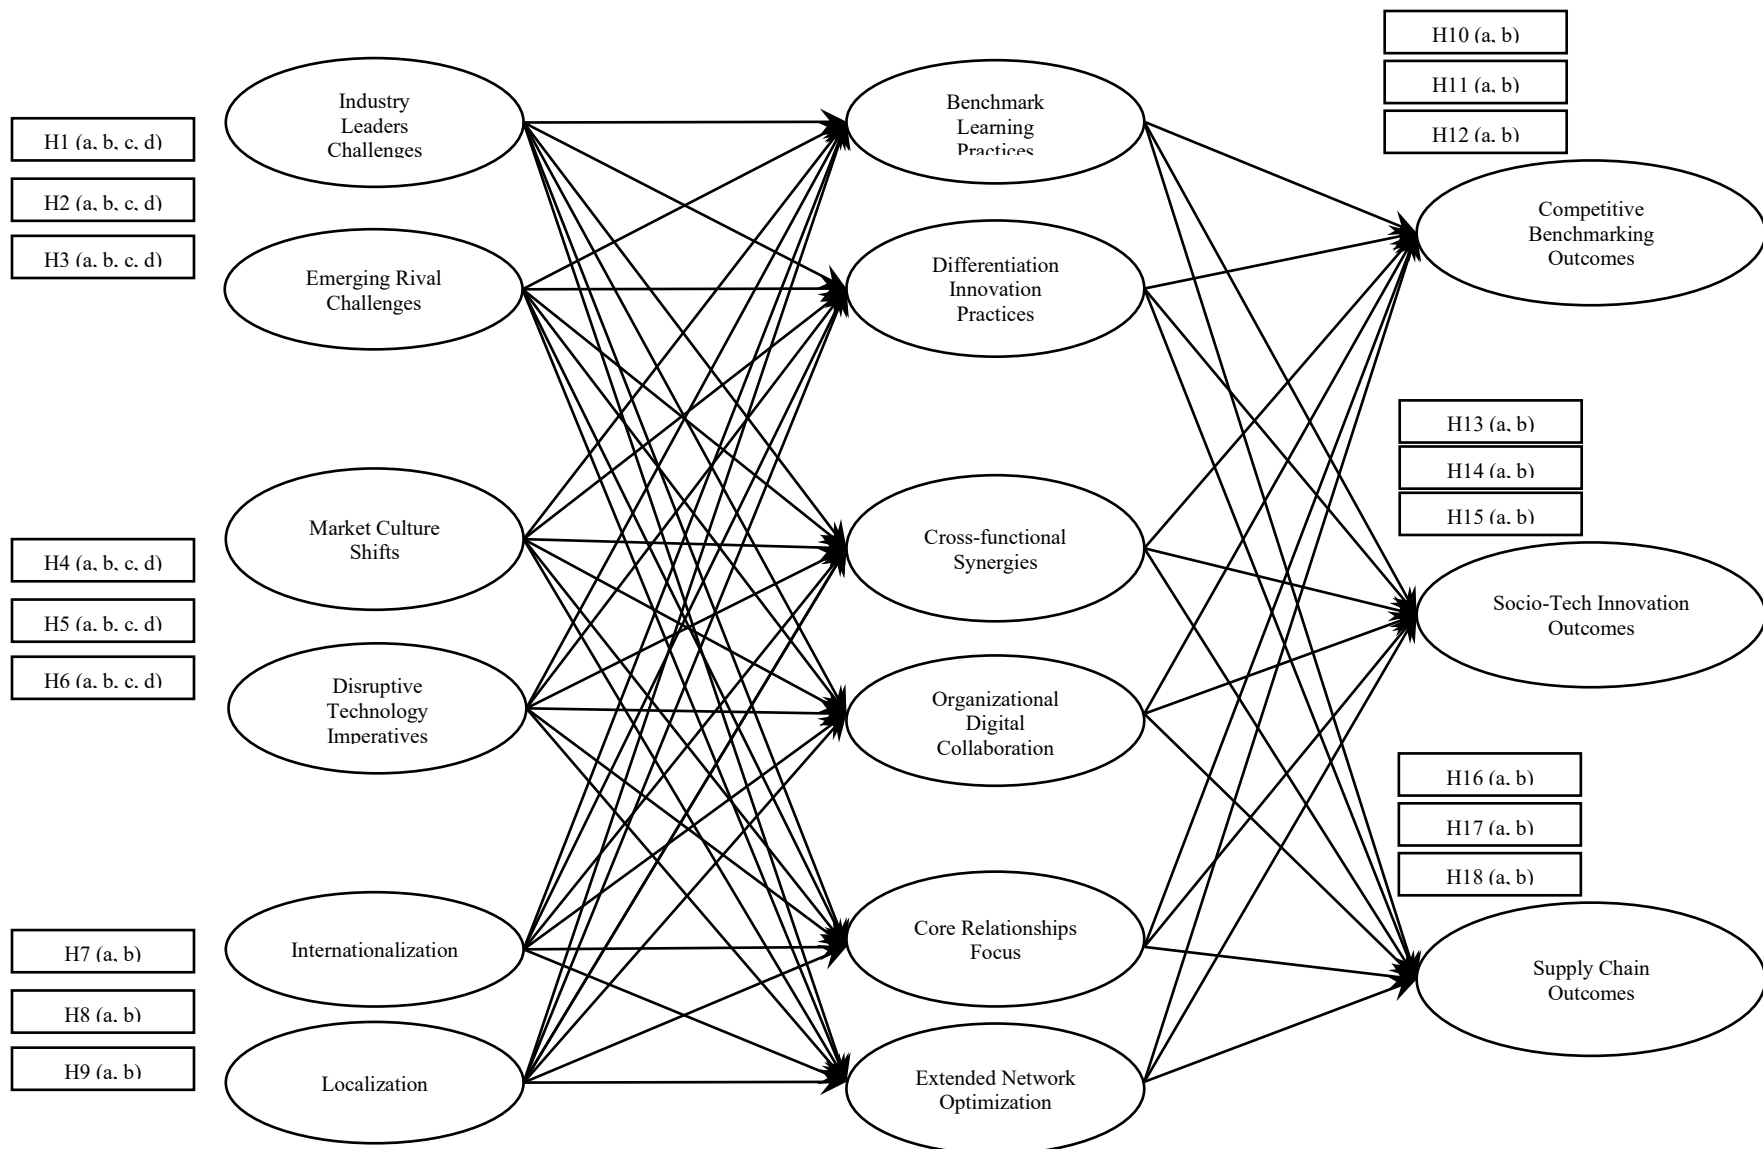 H1 (a, b, c, d)
H2 (a, b, c, d)
H3 (a, b, c, d)
H4 (a, b, c, d)
H5 (a, b, c, d)
H6 (a, b, c, d)
H7 (a, b)
H8 (a, b)
H9 (a, b)
Industry
Leaders
Challenges
Emerging Rival
Challenges
Market Culture
Shifts
Disruptive
Technology
Imperatives
Internationalization
Localization
Benchmark
Learning
Practices
Differentiation
Innovation
Practices
Cross-functional
Synergies
Organizational
Digital
Collaboration
Core Relationships
Focus
Extended Network
Optimization
H10 (a, b)
H11 (a, b)
H12 (a, b)
Competitive
Benchmarking
Outcomes
H13 (a, b)
H14 (a, b)
H15 (a, b)
Socio-Tech Innovation
Outcomes
H16 (a, b)
H17 (a, b)
H18 (a, b)
Supply Chain
Outcomes